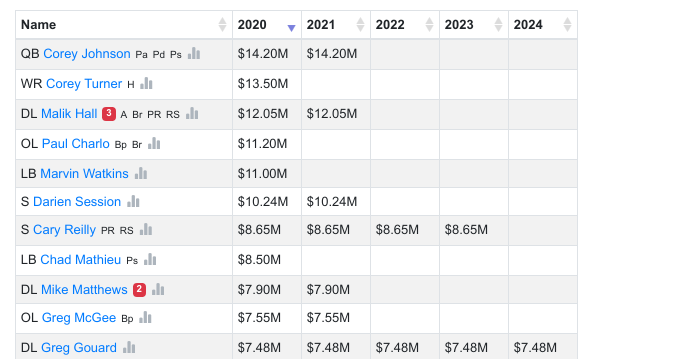 Name 2020 2021 2022 2023 2024
QB Corey Johnson Pa Pd Ps $14.20M $14.20M
WR Corey Turner H $13.50M
DL Malik Hall 3 A Br PR RS $12.05M $12.05M
OL Paul Charlo Bp Br $11.20M
LB Marvin Watkins $11.00M
S Darien Session $10.24M $10.24M
S Cary Reilly PR RS $8.65M $8.65M $8.65M $8.65M
LB Chad Mathieu Ps $8.50M
DL Mike Matthews 2 $7.90M $7.90M
OL Greg McGee Bp $7.55M $7.55M
DL Greg Gouard $7.48M $7.48M $7.48M $7.48M $7.48M